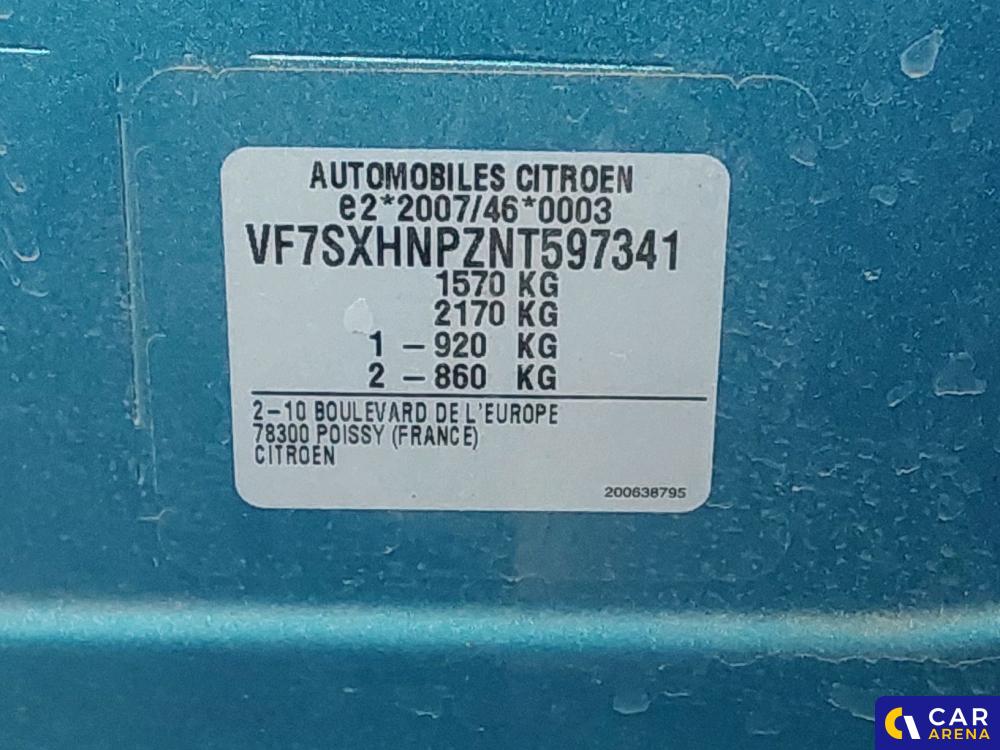 AUTOMOBILES CITROEN
e2*2007/46*0003
VF7SXHNPZNT597341
1570 KG
2170 KG
1 – 920 KG
2 – 860 KG
2–10 BOULEVARD DE L'EUROPE
78300 POISSY (FRANCE)
CITROEN
200638795
CAR
ARENA